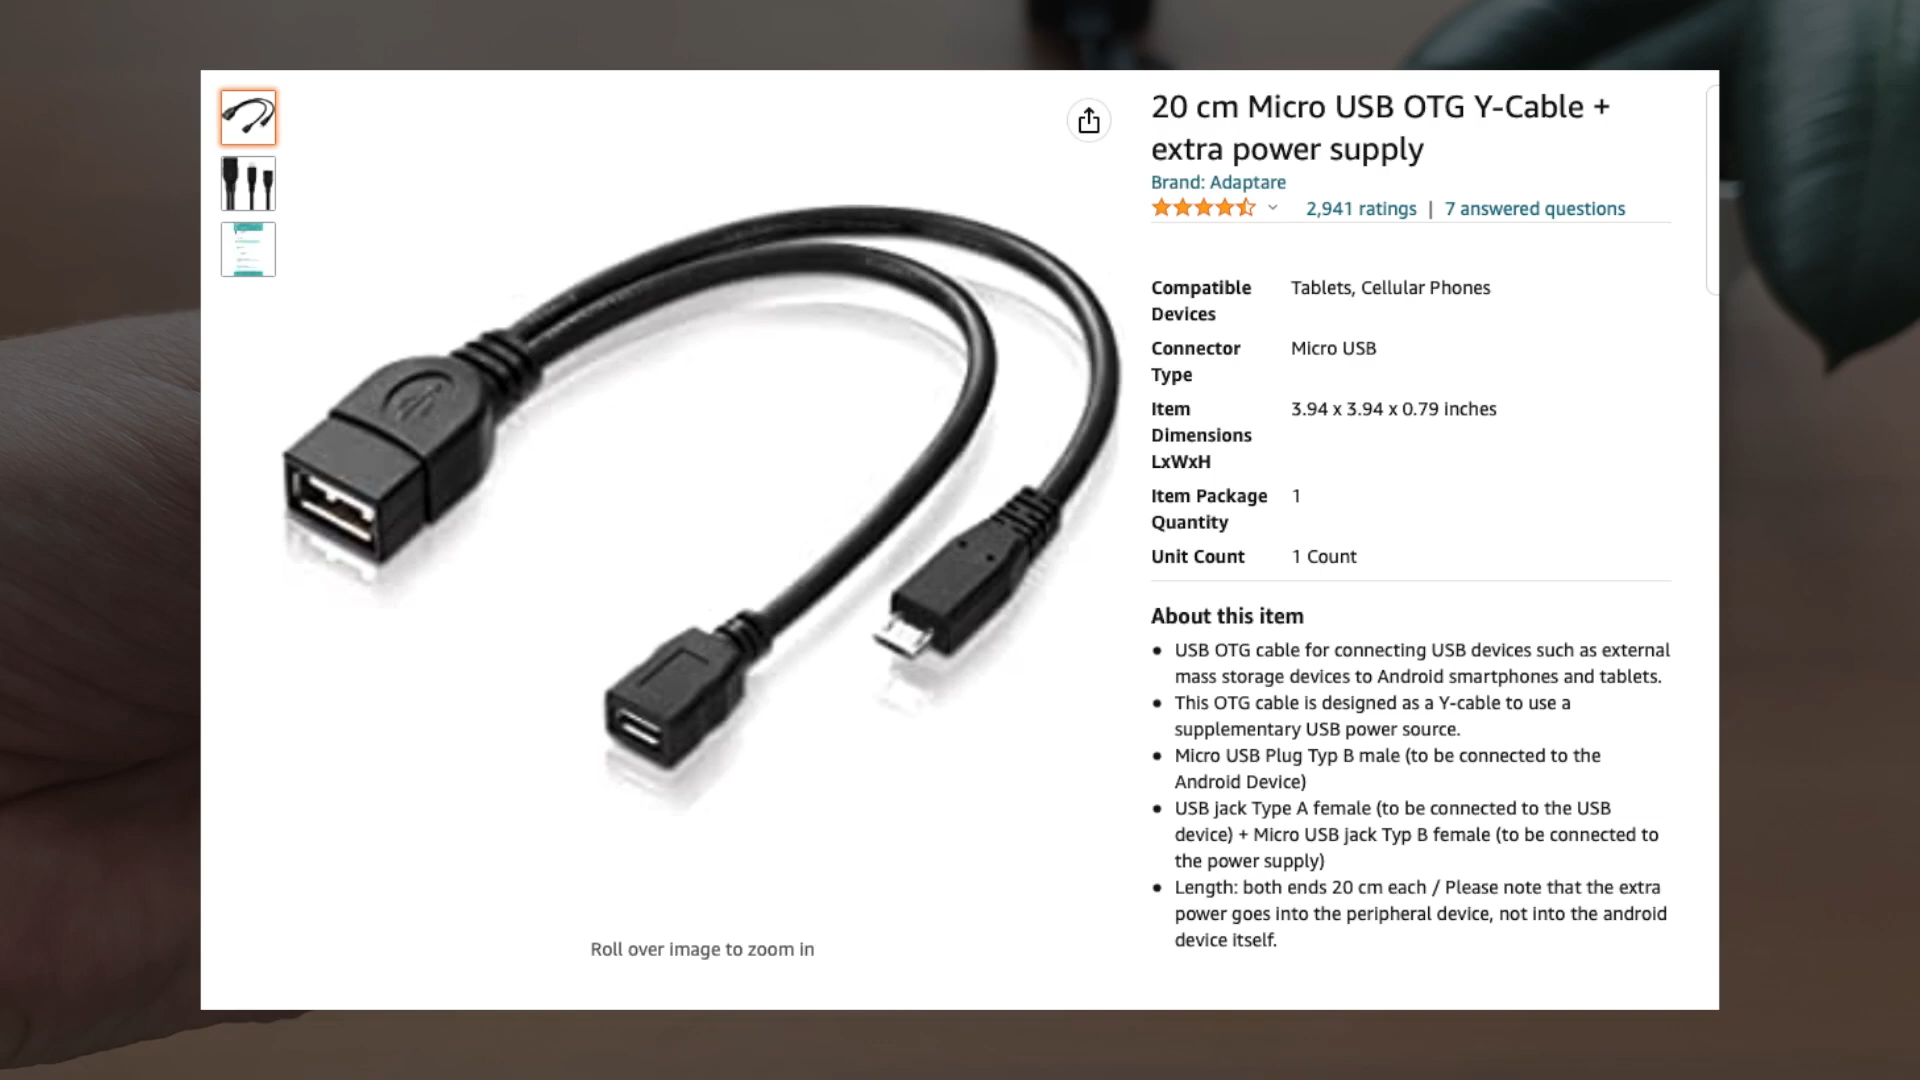 20 cm Micro USB OTG Y-Cable +
extra power supply
Brand: Adaptare
2,941 ratings | 7 answered questions
Compatible Devices Tablets, Cellular Phones
Connector Type Micro USB
Item Dimensions LxWxH 3.94 x 3.94 x 0.79 inches
Item Package Quantity 1
Unit Count 1 Count
About this item
• USB OTG cable for connecting USB devices such as external
mass storage devices to Android smartphones and tablets.
• This OTG cable is designed as a Y-cable to use a
supplementary USB power source.
• Micro USB Plug Typ B male (to be connected to the
Android Device)
• USB jack Type A female (to be connected to the USB
device) + Micro USB jack Typ B female (to be connected to
the power supply)
• Length: both ends 20 cm each / Please note that the extra
power goes into the peripheral device, not into the android
device itself.
Roll over image to zoom in